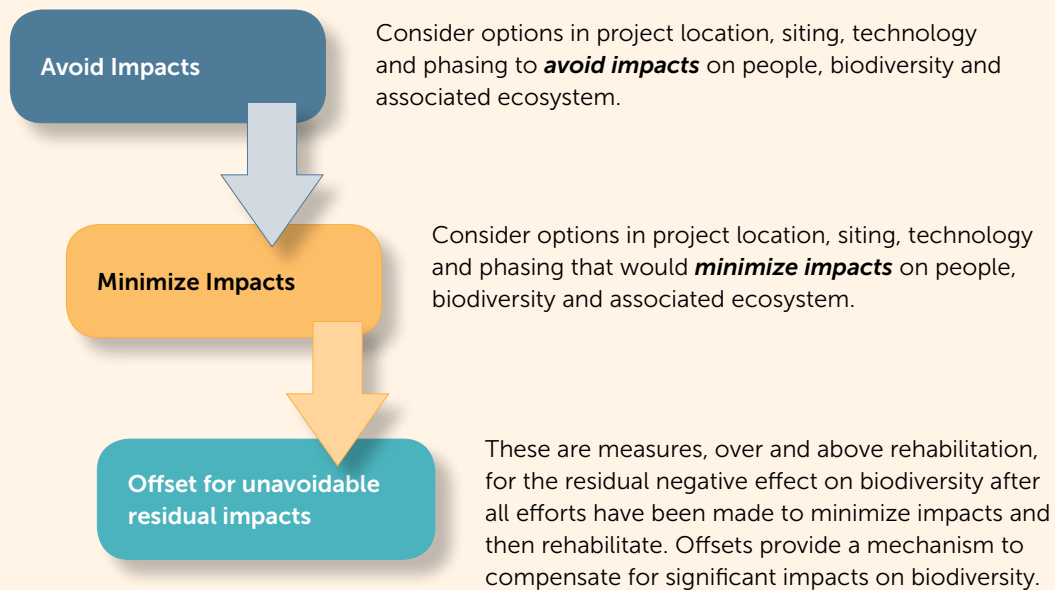 Avoid Impacts
Consider options in project location, siting, technology
and phasing to avoid impacts on people, biodiversity and
associated ecosystem.
Minimize Impacts
Consider options in project location, siting, technology
and phasing that would minimize impacts on people,
biodiversity and associated ecosystem.
Offset for unavoidable
residual impacts
These are measures, over and above rehabilitation,
for the residual negative effect on biodiversity after
all efforts have been made to minimize impacts and
then rehabilitate. Offsets provide a mechanism to
compensate for significant impacts on biodiversity.